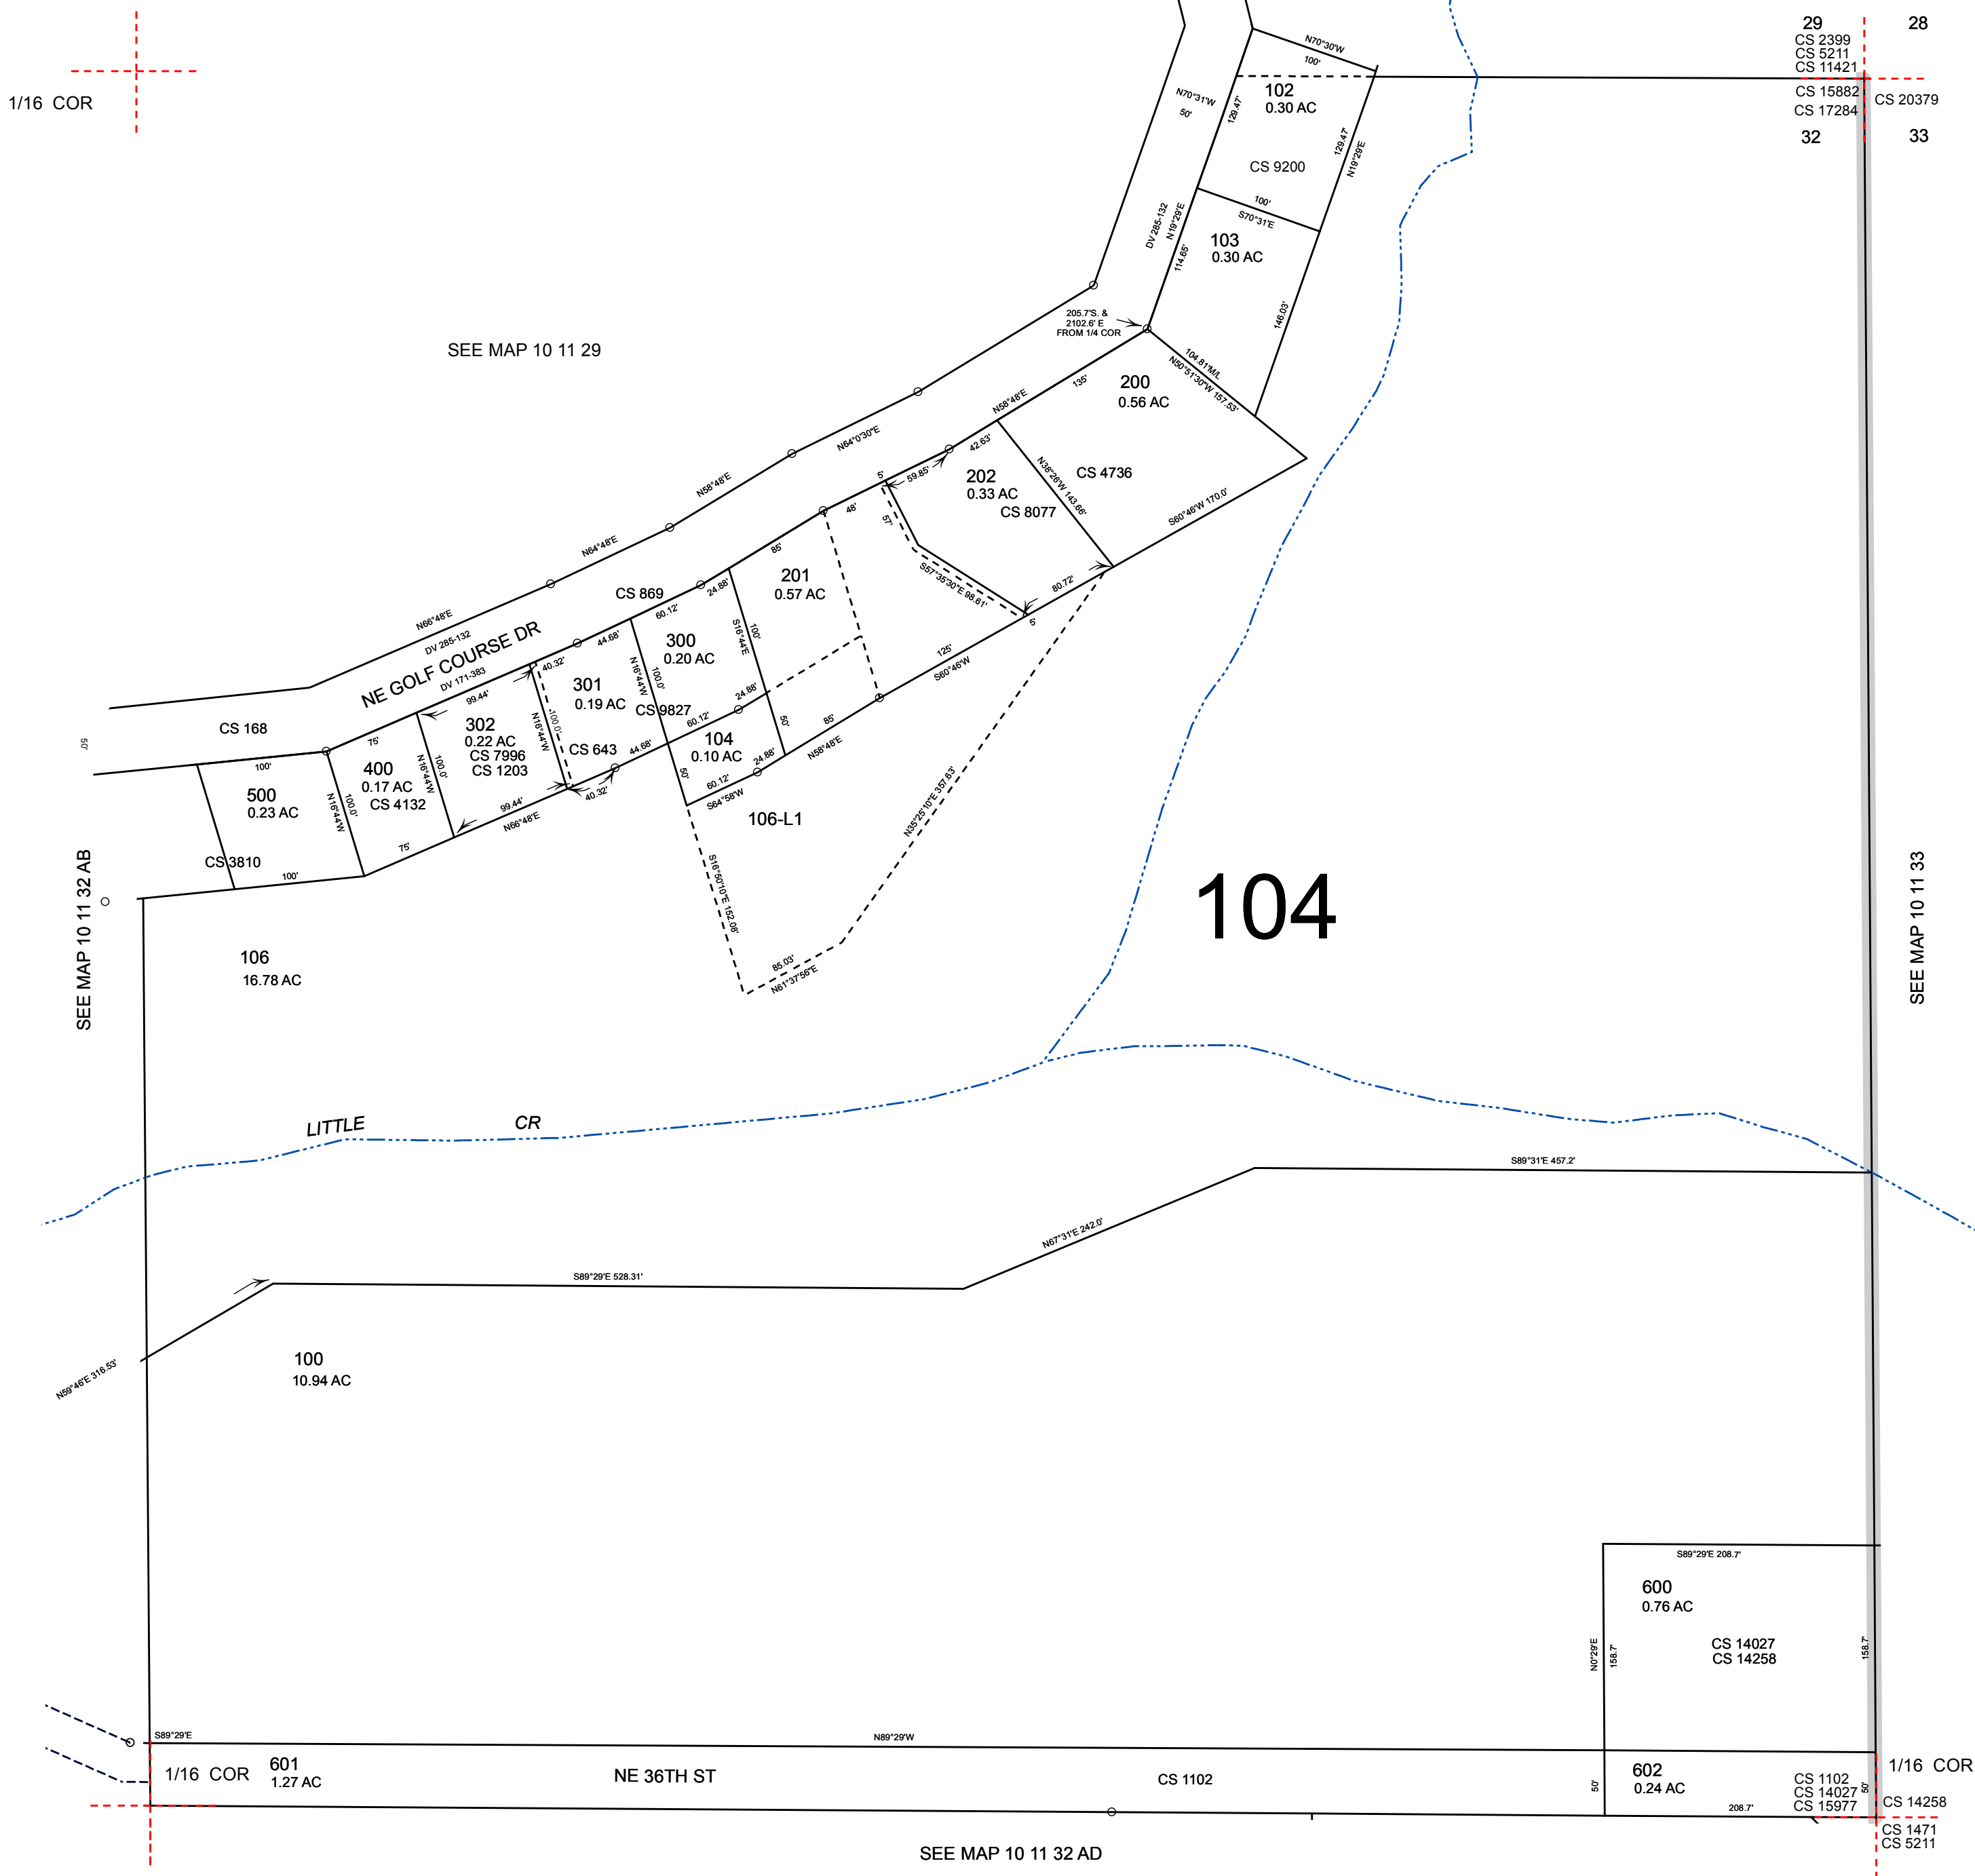 29
28
CS 2399
CS 5211
CS 11421
CS 15882
CS 20379
CS 17284
32
33
1/16 COR
N70°30'W
100'
102
0.30 AC
N70°31'W
50'
129.47'
129.47'
N19°29'E
CS 9200
100'
S70°31'E
DV 285-132
N19°29'E
103
0.30 AC
114.65'
146.03'
205.7'S. &
2102.6' E
FROM 1/4 COR
SEE MAP 10 11 29
104.81'M/L
N50°51'30"W 157.53'
200
0.56 AC
135'
N58°48'E
N64°0'30"E
42.63'
59.85'
5'
202
0.33 AC
CS 8077
N38°26'W 143.66'
CS 4736
S60°46'W 170.0'
N58°48'E
48'
57'
S57°35'30"E 98.61'
80.72'
5'
N64°48'E
85'
201
0.57 AC
CS 869
24.88'
60.12'
125'
S60°46'W
N66°48'E
DV 285-132
NE GOLF COURSE DR
DV 171-383
44.68'
300
0.20 AC
S16°44'E
100'
40.32'
99.44'
301
0.19 AC
N16°44'W
100.0'
CS 9827
24.88'
60.12'
50'
85'
N58°48'E
CS 168
50'
75'
302
0.22 AC
CS 7996
CS 1203
N16°44'W
100.0'
CS 643
44.68'
104
0.10 AC
24.88'
60.12'
S64°58'W
50'
40.32'
100'
500
0.23 AC
N16°44'W
100.0'
400
0.17 AC
CS 4132
N16°44'W
100.0'
99.44'
N66°48'E
75'
CS 3810
100'
106-L1
N35°25'10"E 357.63'
S16°50'10"E 152.08'
85.03'
N61°37'56"E
104
SEE MAP 10 11 32 AB
SEE MAP 10 11 33
106
16.78 AC
LITTLE CR
S89°31'E 457.2'
N67°31'E 242.0'
S89°29'E 528.31'
N59°46'E 316.53'
100
10.94 AC
S89°29'E 208.7'
600
0.76 AC
N0°29'E
158.7'
158.7'
CS 14027
CS 14258
S89°29'E
N89°29'W
1/16 COR
601
1.27 AC
NE 36TH ST
CS 1102
50'
602
0.24 AC
208.7'
CS 1102
CS 14027
CS 15977
50'
1/16 COR
CS 14258
CS 1471
CS 5211
SEE MAP 10 11 32 AD